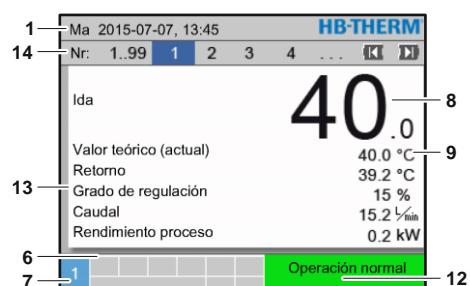 1 Ma 2015-07-07, 13:45 HB-THERM
14 Nr: 1..99 1 2 3 4 ...
Ida 40.0 8
Valor teórico (actual) 40.0 °C 9
Retorno 39.2 °C
13 Grado de regulación 15 %
Caudal 15.2 L/min
Rendimiento proceso 0.2 kW
6
7 1 Operación normal 12